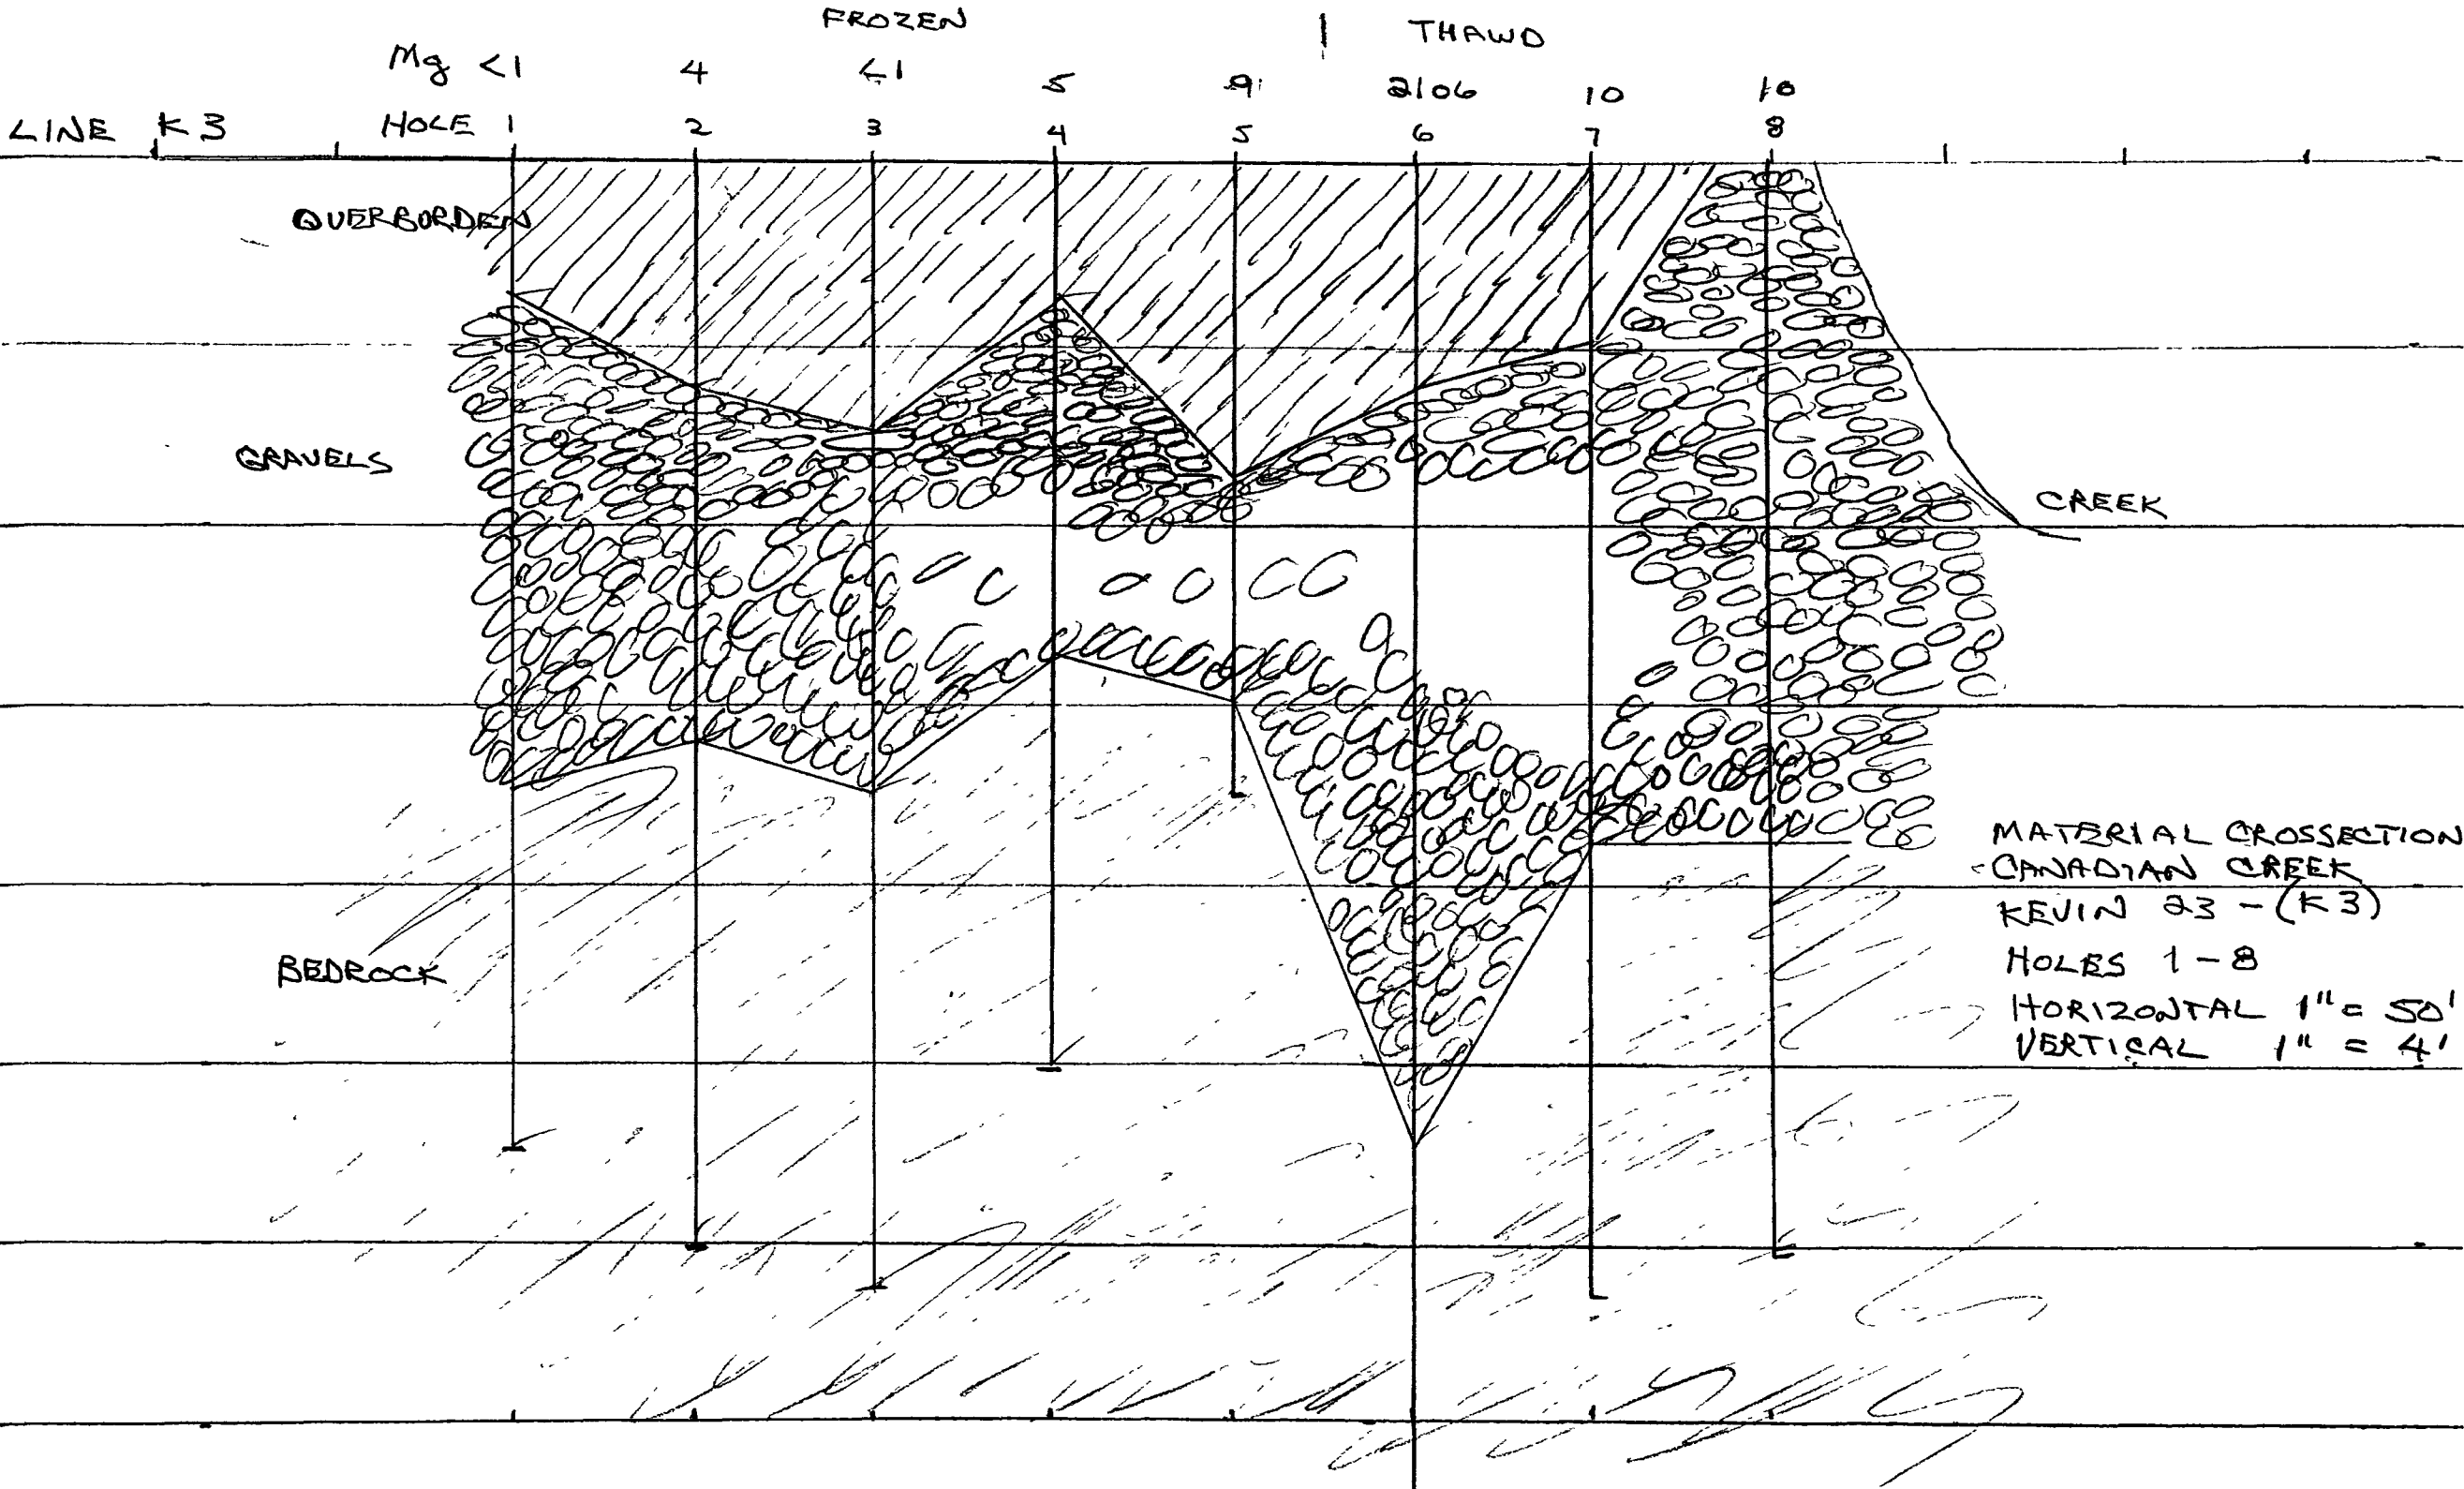 FROZEN | THAWD
Mg <1 4 <1 5 9 2106 10 10
LINE K3 HOLE 1 2 3 4 5 6 7 8
OVERBURDEN
GRAVELS
CREEK
BEDROCK
MATERIAL CROSSECTION
CANADIAN CREEK
KEVIN 23 - (K3)
HOLES 1-8
HORIZONTAL 1" = 50'
VERTICAL 1" = 4'